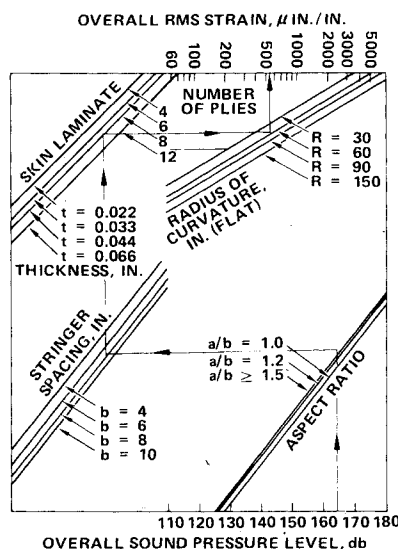 OVERALL RMS STRAIN, μ IN./IN.
60 100 200 500 1000 2000 3000 5000
SKIN LAMINATE
4
6
8
12
NUMBER
OF PLIES
R = 30
R = 60
R = 90
R = 150
RADIUS OF
CURVATURE,
IN. (FLAT)
t = 0.022
t = 0.033
t = 0.044
t = 0.066
THICKNESS, IN.
STRINGER
SPACING, IN.
b = 4
b = 6
b = 8
b = 10
a/b = 1.0
a/b = 1.2
a/b ≥ 1.5
ASPECT RATIO
110 120 130 140 150 160 170 180
OVERALL SOUND PRESSURE LEVEL, db